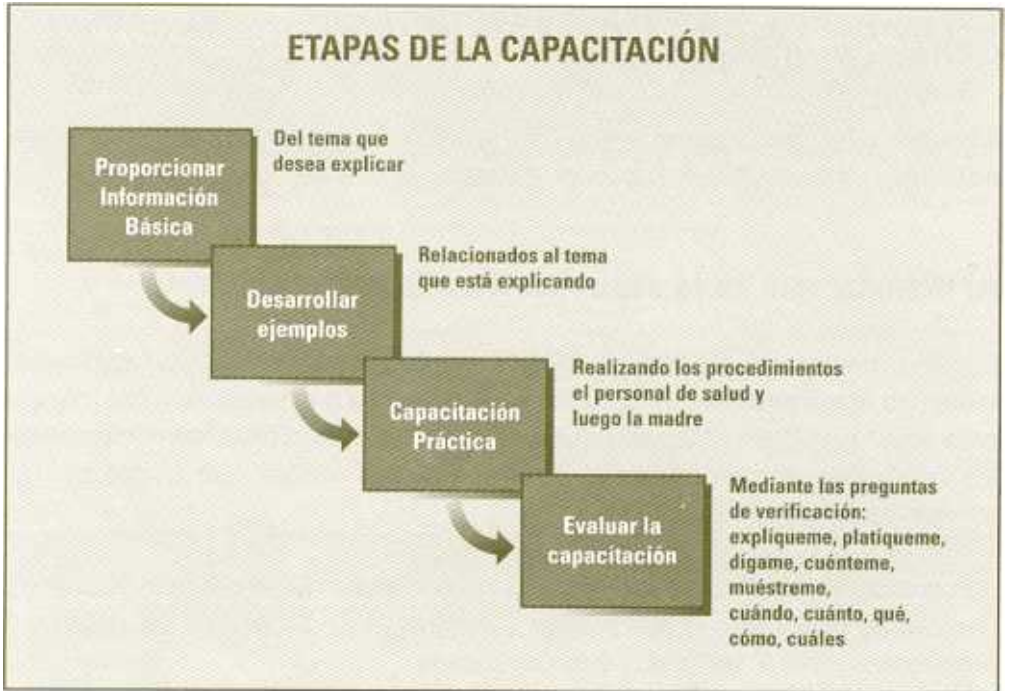 ETAPAS DE LA CAPACITACIÓN
Proporcionar
Información
Básica
Del tema que
desea explicar
Desarrollar
ejemplos
Relacionados al tema
que está explicando
Capacitación
Práctica
Realizando los procedimientos
el personal de salud y
luego la madre
Evaluar la
capacitación
Mediante las preguntas
de verificación:
explíqueme, platíqueme,
dígame, cuénteme,
muéstreme,
cuándo, cuánto, qué,
cómo, cuáles